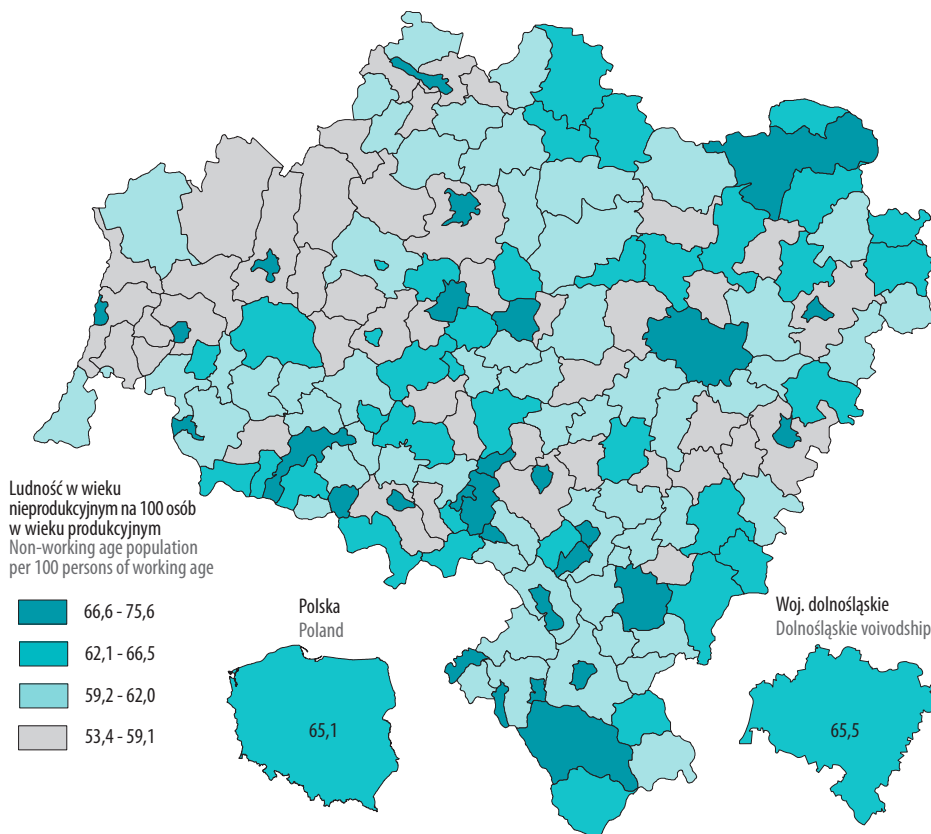 Ludność w wieku
nieprodukcyjnym na 100 osób
w wieku produkcyjnym
Non-working age population
per 100 persons of working age
66,6 - 75,6
62,1 - 66,5
59,2 - 62,0
53,4 - 59,1
Polska
Poland
65,1
Woj. dolnośląskie
Dolnośląskie voivodship
65,5